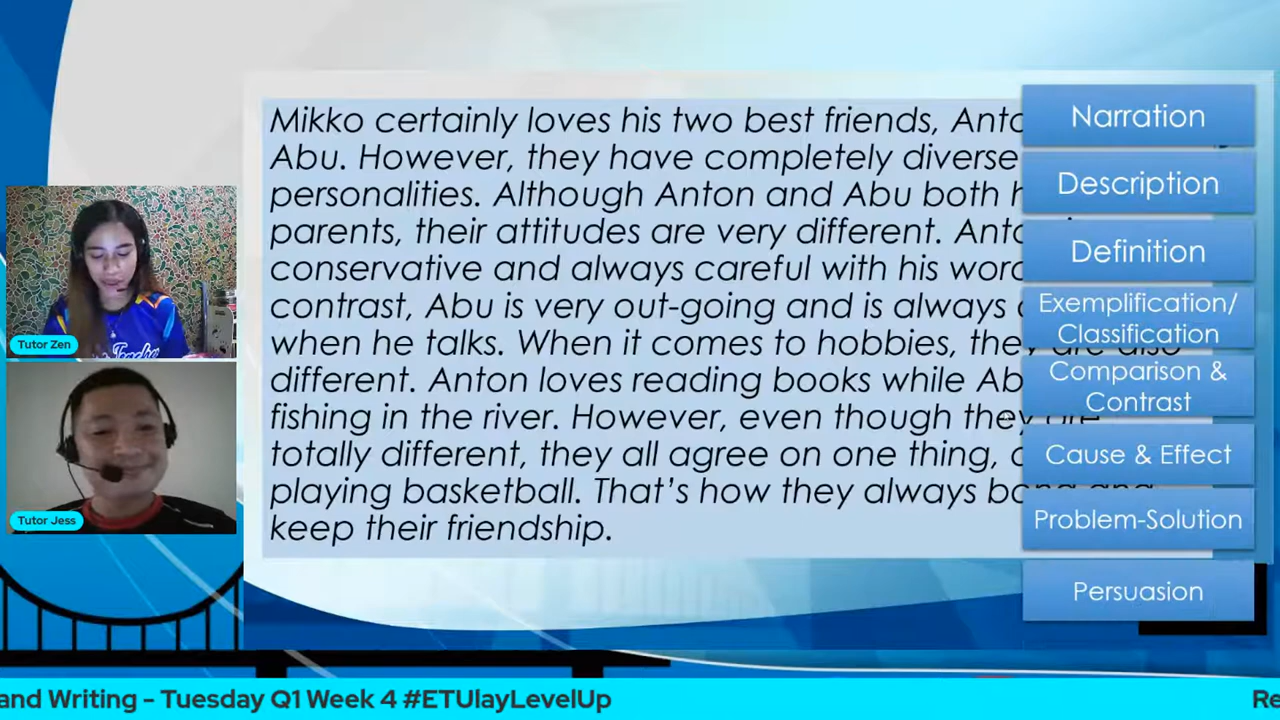 Mikko certainly loves his two best friends,
Abu. However, they have completely diverse
personalities. Although Anton and Abu both
parents, their attitudes are very different.
conservative and always careful with his
contrast, Abu is very out-going and is always
when he talks. When it comes to hobbies, they are also
different. Anton loves reading books while
fishing in the river. However, even though they are
totally different, they all agree on one thing,
playing basketball. That's how they always bond and
keep their friendship.
Narration
Description
Definition
Exemplification/
Classification
Comparison &
Contrast
Cause & Effect
Problem-Solution
Persuasion
Tutor Zen
Tutor Jess
and Writing - Tuesday Q1 Week 4 #ETUlayLevelUp